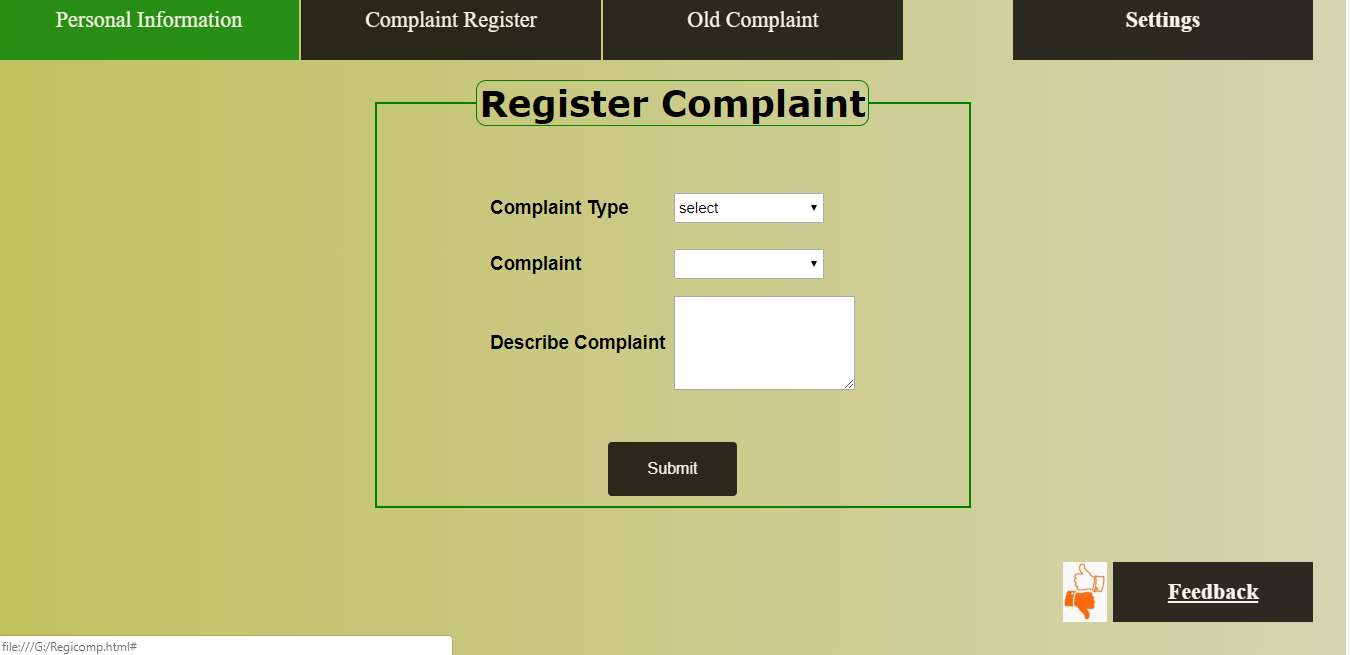 Personal Information
Complaint Register
Old Complaint
Settings
Register Complaint
Complaint Type
select
Complaint
Describe Complaint
Submit
Feedback
file:///G:/Regicomp.html#